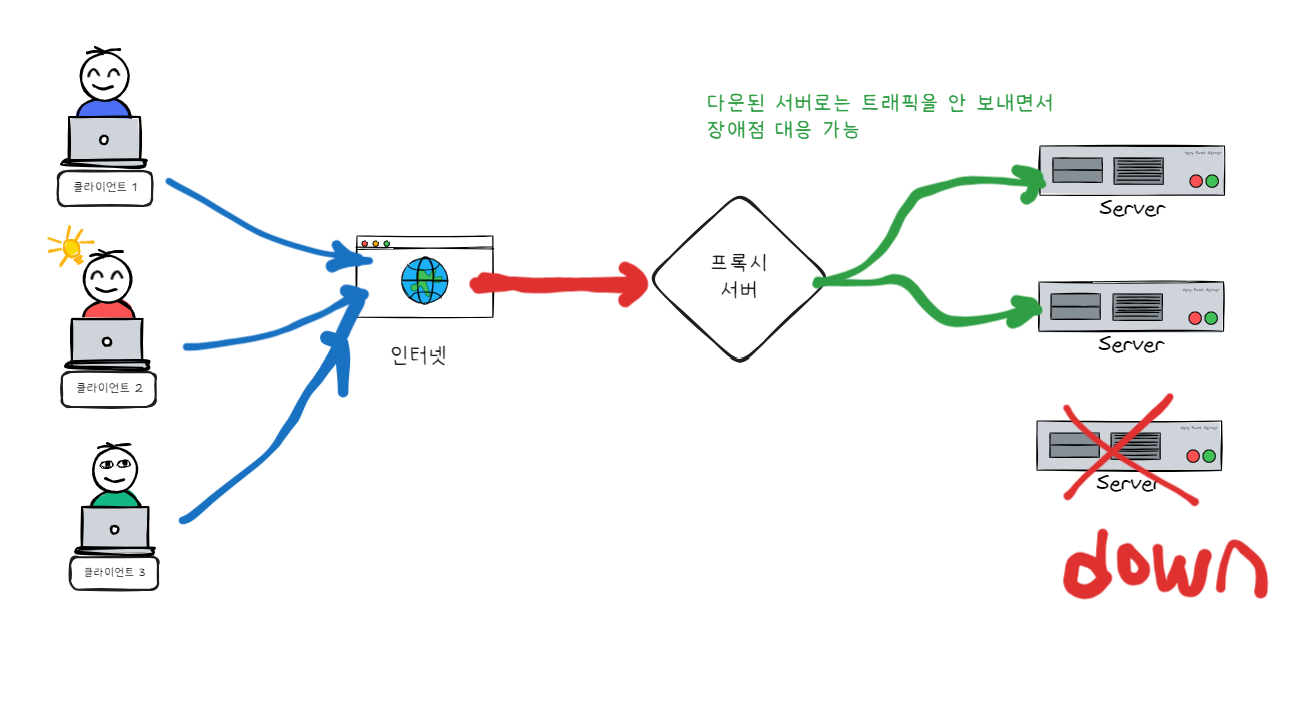 다운된 서버로는 트래픽을 안 보내면서
장애점 대응 가능
클라이언트 1
클라이언트 2
클라이언트 3
인터넷
프록시
서버
Server
Server
Server
down